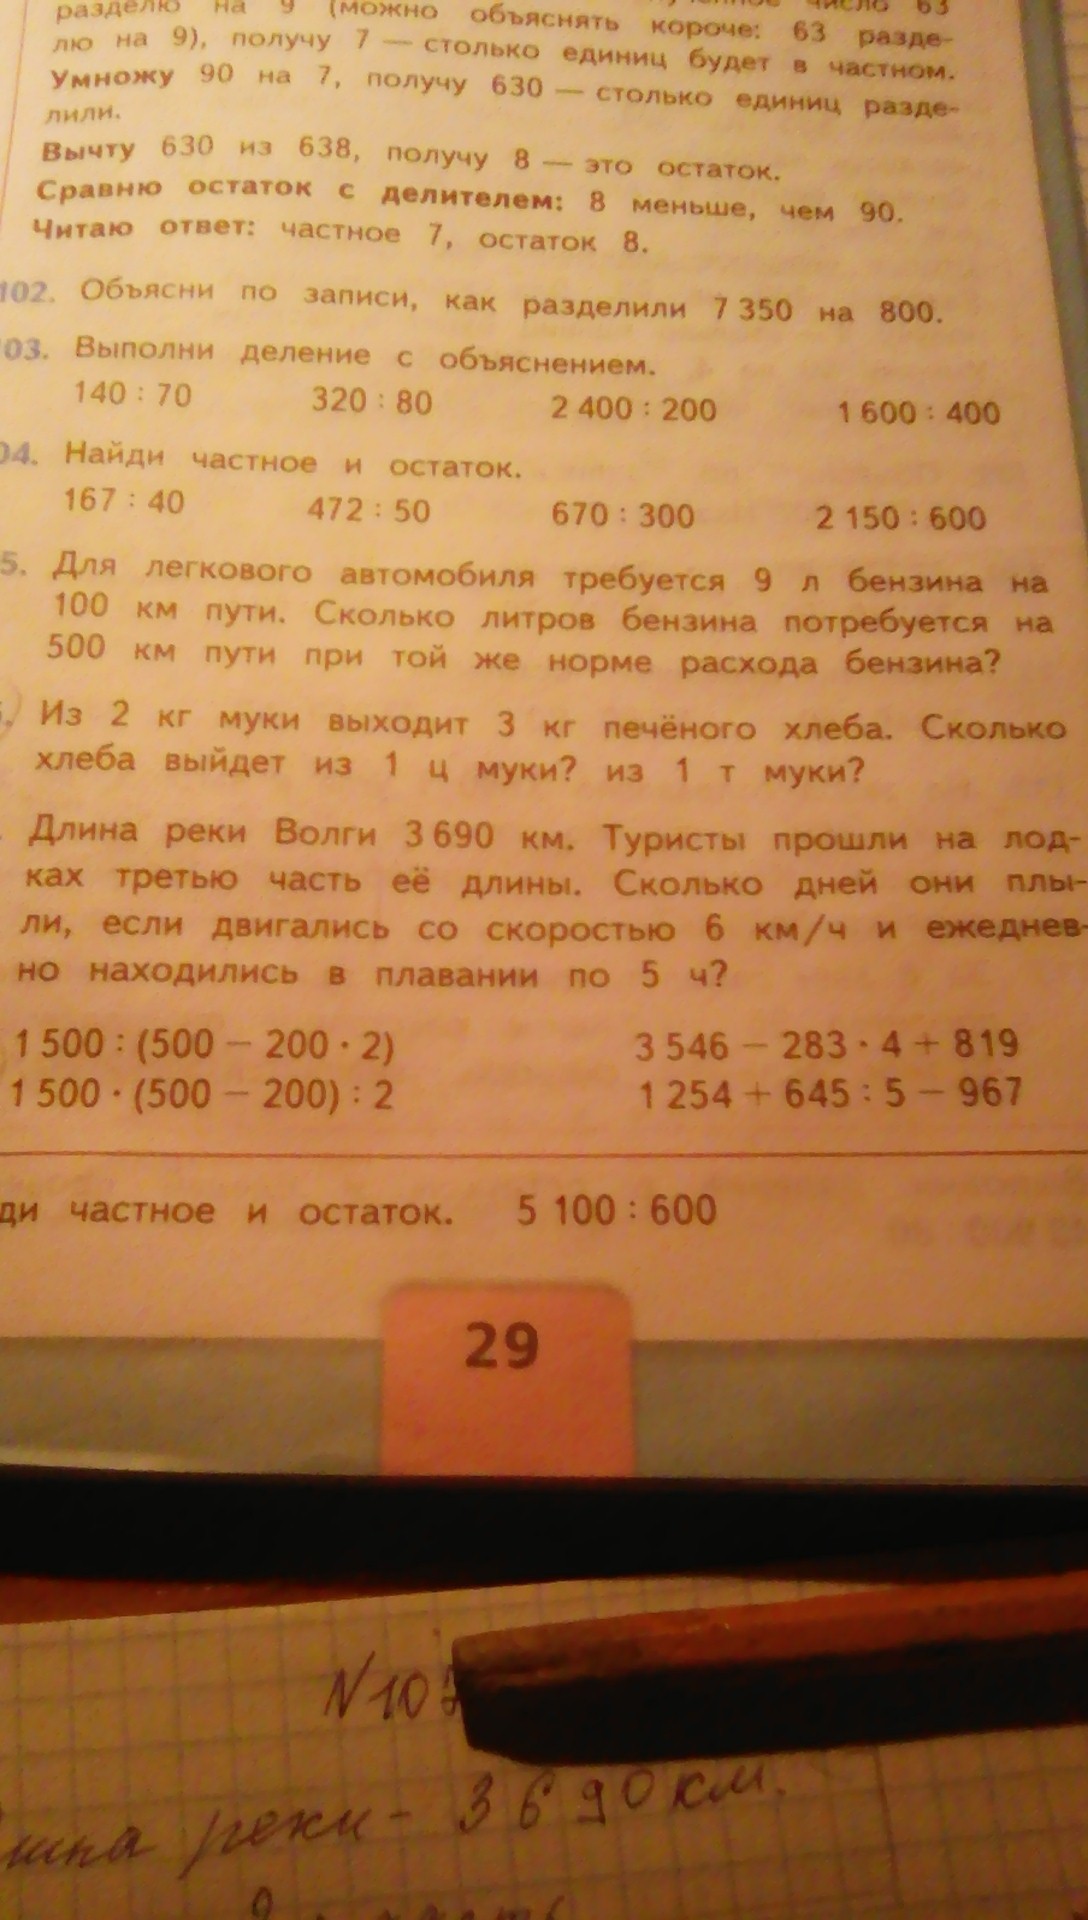 разделю на 9 (можно объяснять короче: 63 разде-
лю на 9), получу 7 — столько единиц будет в частном.
Умножу 90 на 7, получу 630 — столько единиц разде-
лили.
Вычту 630 из 638, получу 8 — это остаток.
Сравню остаток с делителем: 8 меньше, чем 90.
Читаю ответ: частное 7, остаток 8.
102. Объясни по записи, как разделили 7 350 на 800.
03. Выполни деление с объяснением.
140 : 70 320 : 80 2 400 : 200 1 600 : 400
04. Найди частное и остаток.
167 : 40 472 : 50 670 : 300 2 150 : 600
5. Для легкового автомобиля требуется 9 л бензина на
100 км пути. Сколько литров бензина потребуется на
500 км пути при той же норме расхода бензина?
Из 2 кг муки выходит 3 кг печёного хлеба. Сколько
хлеба выйдет из 1 ц муки? из 1 т муки?
Длина реки Волги 3 690 км. Туристы прошли на лод-
ках третью часть её длины. Сколько дней они плы-
ли, если двигались со скоростью 6 км/ч и ежеднев-
но находились в плавании по 5 ч?
1 500 : (500 − 200 · 2) 3 546 − 283 · 4 + 819
1 500 · (500 − 200) : 2 1 254 + 645 : 5 − 967
ди частное и остаток. 5 100 : 600
29
N 107
лина реки - 3690 км.